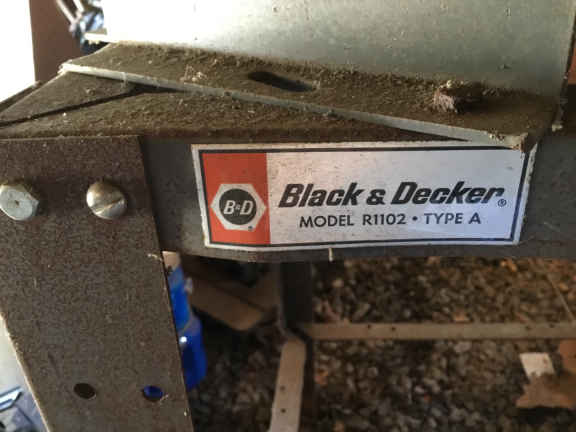 B&D
Black & Decker®
MODEL R1102 • TYPE A